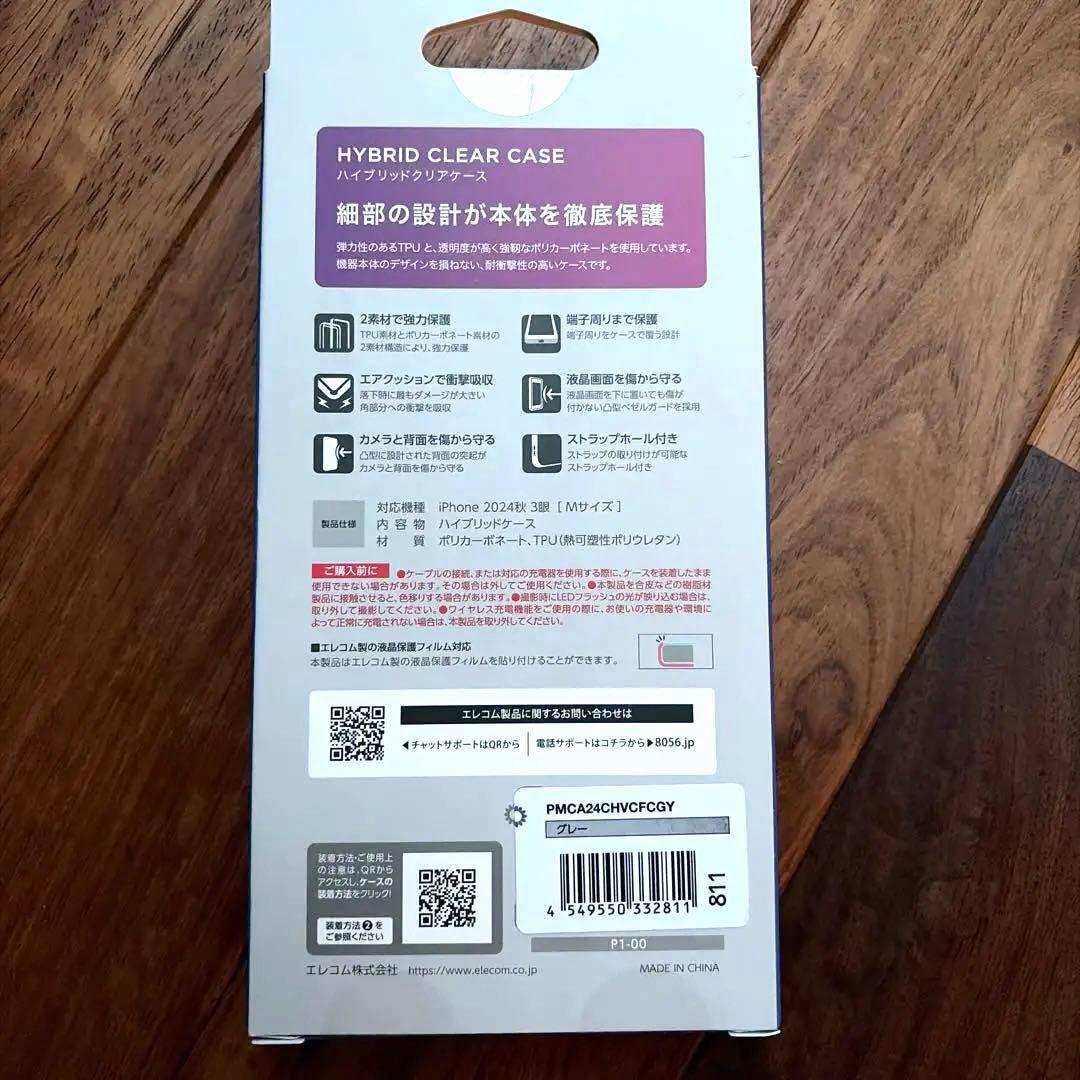 HYBRID CLEAR CASE
ハイブリッドクリアケース
細部の設計が本体を徹底保護
弾力性のあるTPU と、透明度が高く強靭なポリカーボネートを使用しています。
機器本体のデザインを損ねない、耐衝撃性の高いケースです。
2素材で強力保護
TPU素材とポリカーボネート素材の
2素材構造により、強力保護
端子周りまで保護
端子周りをケースで覆う設計
エアクッションで衝撃吸収
落下時に最もダメージが大きい
角部分への衝撃を吸収
液晶画面を傷から守る
液晶画面を下に置いても傷が
付かない凸型ベゼルガードを採用
カメラと背面を傷から守る
凸型に設計された背面の突起が
カメラと背面を傷から守る
ストラップホール付き
ストラップの取り付けが可能な
ストラップホール付き
製品仕様
対応機種 iPhone 2024秋 3眼 [ Mサイズ ]
内容物 ハイブリッドケース
材質 ポリカーボネート、TPU(熱可塑性ポリウレタン)
ご購入前に ●ケーブルの接続、または対応の充電器を使用する際に、ケースを装着したまま
使用できない場合があります。その場合は外してご使用ください。●本製品を合皮などの樹脂材
製品に接触させると、色移りする場合があります。●撮影時にLEDフラッシュの光が映り込む場合は、
取り外して撮影してください。●ワイヤレス充電機能をご使用の際に、お使いの充電器や環境に
よって正常に充電されない場合は、本製品を取り外してください。
■エレコム製の液晶保護フィルム対応
本製品はエレコム製の液晶保護フィルムを貼り付けることができます。
エレコム製品に関するお問い合わせは
◀チャットサポートはQRから
電話サポートはコチラから▶8056.jp
PMCA24CHVCFCGY
グレー
4 549550 332811
811
装着方法・ご使用上
の注意は、QRから
アクセスし、ケースの
装着方法をクリック!
装着方法❷を
ご参照ください
P1-00
エレコム株式会社 https://www.elecom.co.jp
MADE IN CHINA